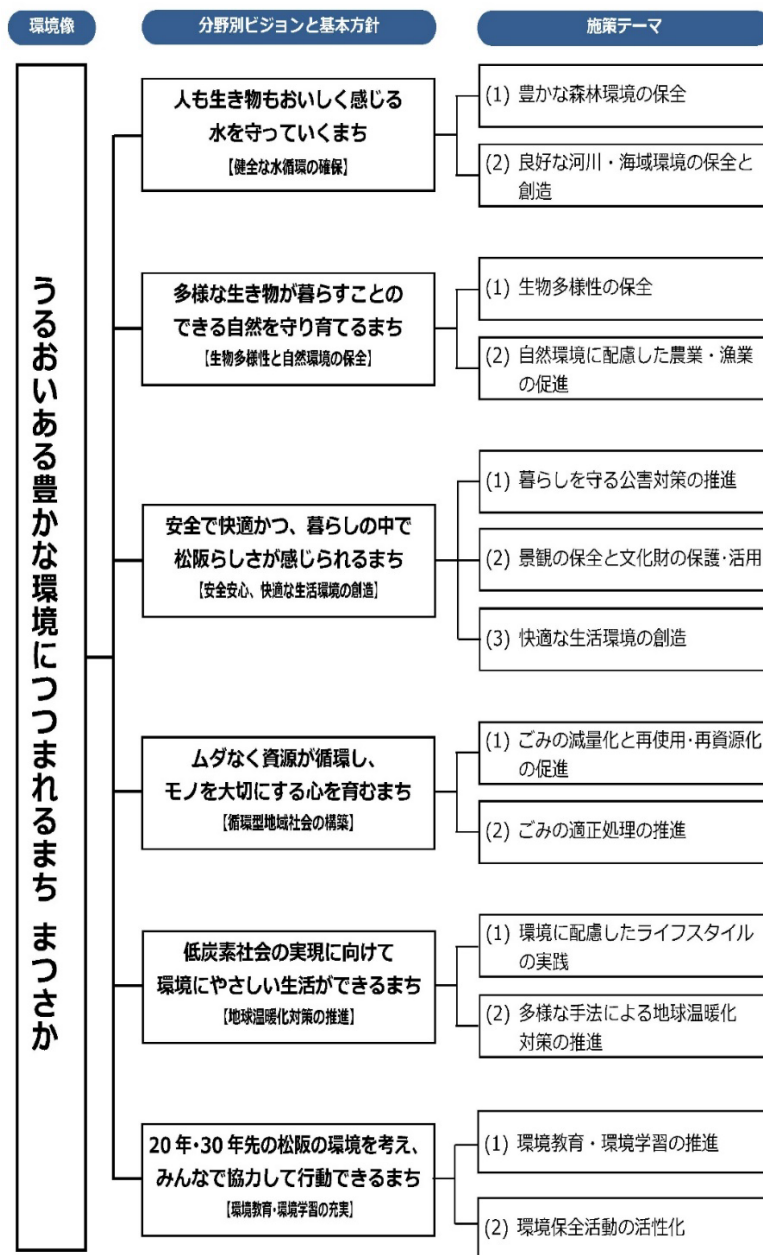 環境像
分野別ビジョンと基本方針
施策テーマ
うるおいある豊かな環境につつまれるまち まつさか
人も生き物もおいしく感じる
水を守っていくまち
【健全な水循環の確保】
(1) 豊かな森林環境の保全
(2) 良好な河川・海域環境の保全と
創造
多様な生き物が暮らすことの
できる自然を守り育てるまち
【生物多様性と自然環境の保全】
(1) 生物多様性の保全
(2) 自然環境に配慮した農業・漁業
の促進
安全で快適かつ、暮らしの中で
松阪らしさが感じられるまち
【安全安心、快適な生活環境の創造】
(1) 暮らしを守る公害対策の推進
(2) 景観の保全と文化財の保護･活用
(3) 快適な生活環境の創造
ムダなく資源が循環し、
モノを大切にする心を育むまち
【循環型地域社会の構築】
(1) ごみの減量化と再使用･再資源化
の促進
(2) ごみの適正処理の推進
低炭素社会の実現に向けて
環境にやさしい生活ができるまち
【地球温暖化対策の推進】
(1) 環境に配慮したライフスタイル
の実践
(2) 多様な手法による地球温暖化
対策の推進
20年･30年先の松阪の環境を考え、
みんなで協力して行動できるまち
【環境教育･環境学習の充実】
(1) 環境教育・環境学習の推進
(2) 環境保全活動の活性化